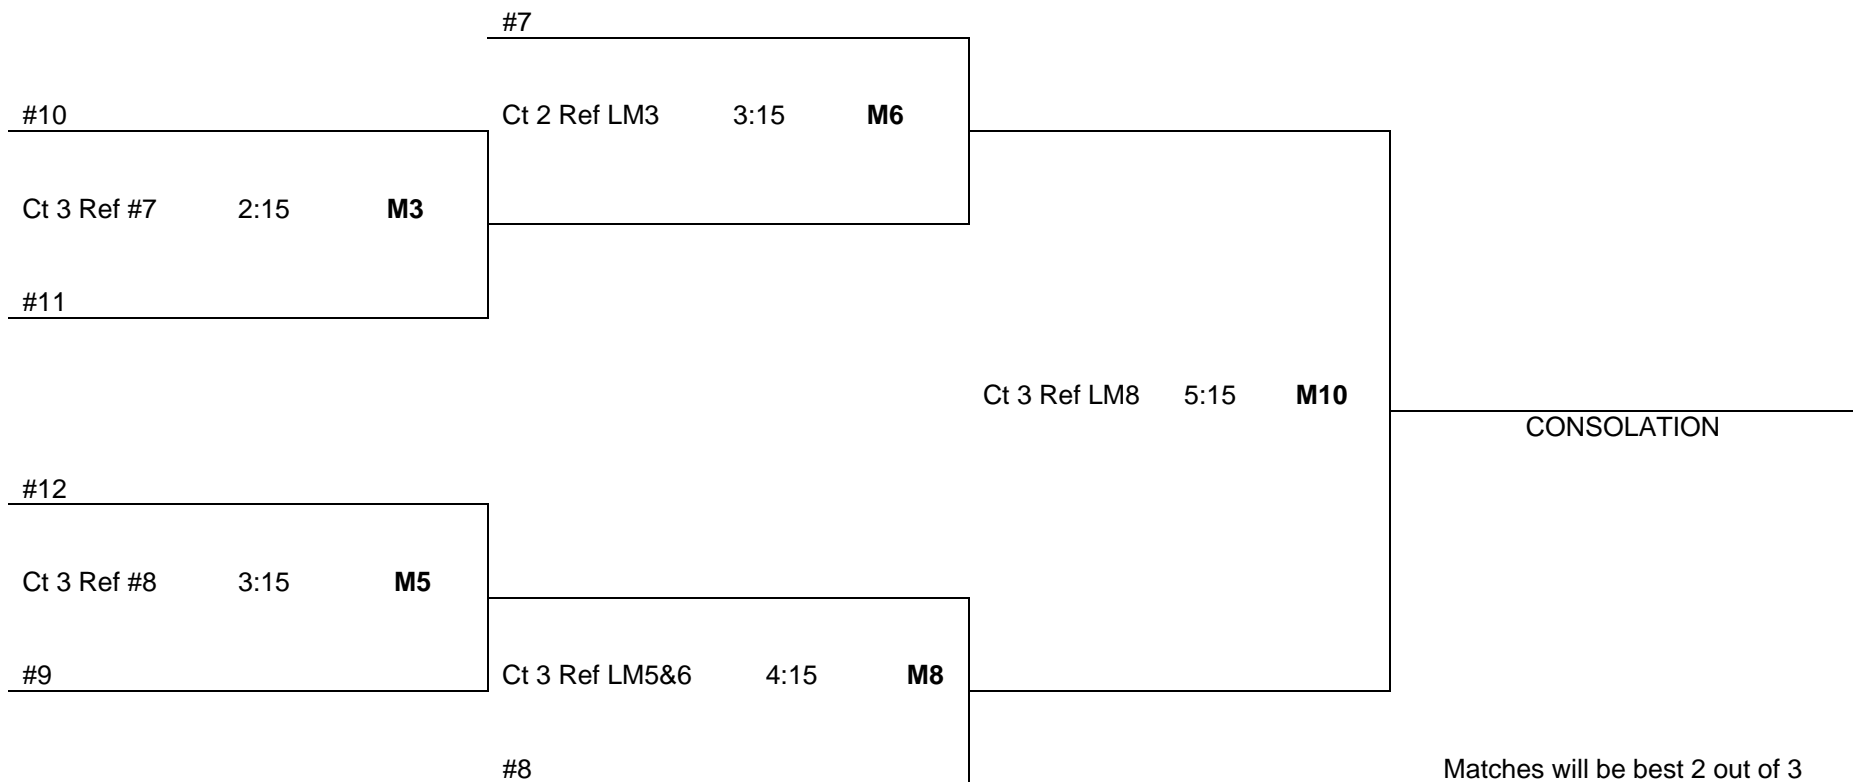 #7
#10
Ct 2 Ref LM3 3:15 M6
Ct 3 Ref #7 2:15 M3
#11
Ct 3 Ref LM8 5:15 M10
CONSOLATION
#12
Ct 3 Ref #8 3:15 M5
#9
Ct 3 Ref LM5&6 4:15 M8
#8
Matches will be best 2 out of 3